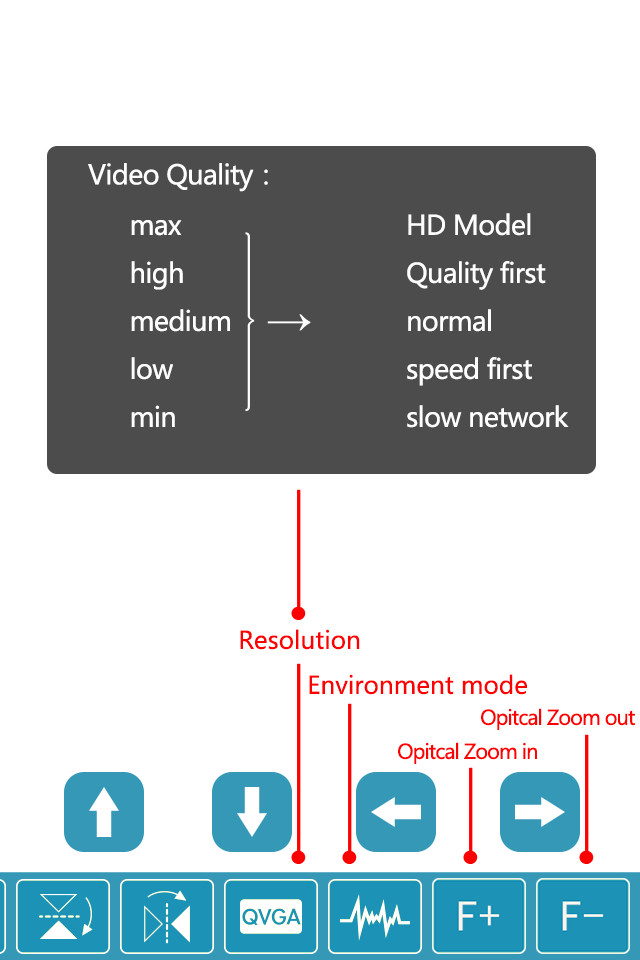 Video Quality :
max HD Model
high Quality first
medium normal
low speed first
min slow network
Resolution
Environment mode
Opitcal Zoom out
Opitcal Zoom in
QVGA F+ F−